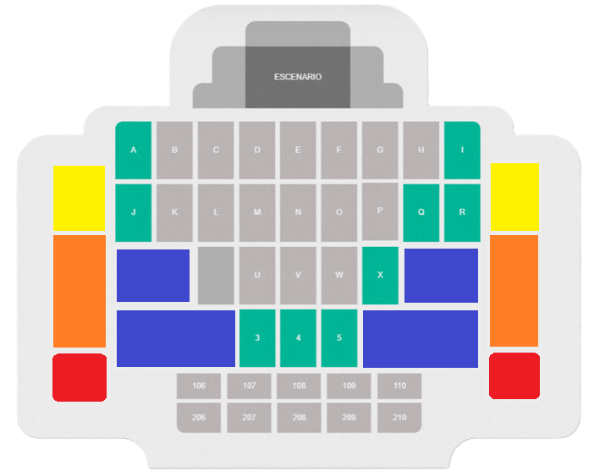 ESCENARIO
A B C D E F G H I
J K L M N O P Q R
U V W X
3 4 5
106 107 108 109 110
206 207 208 209 210